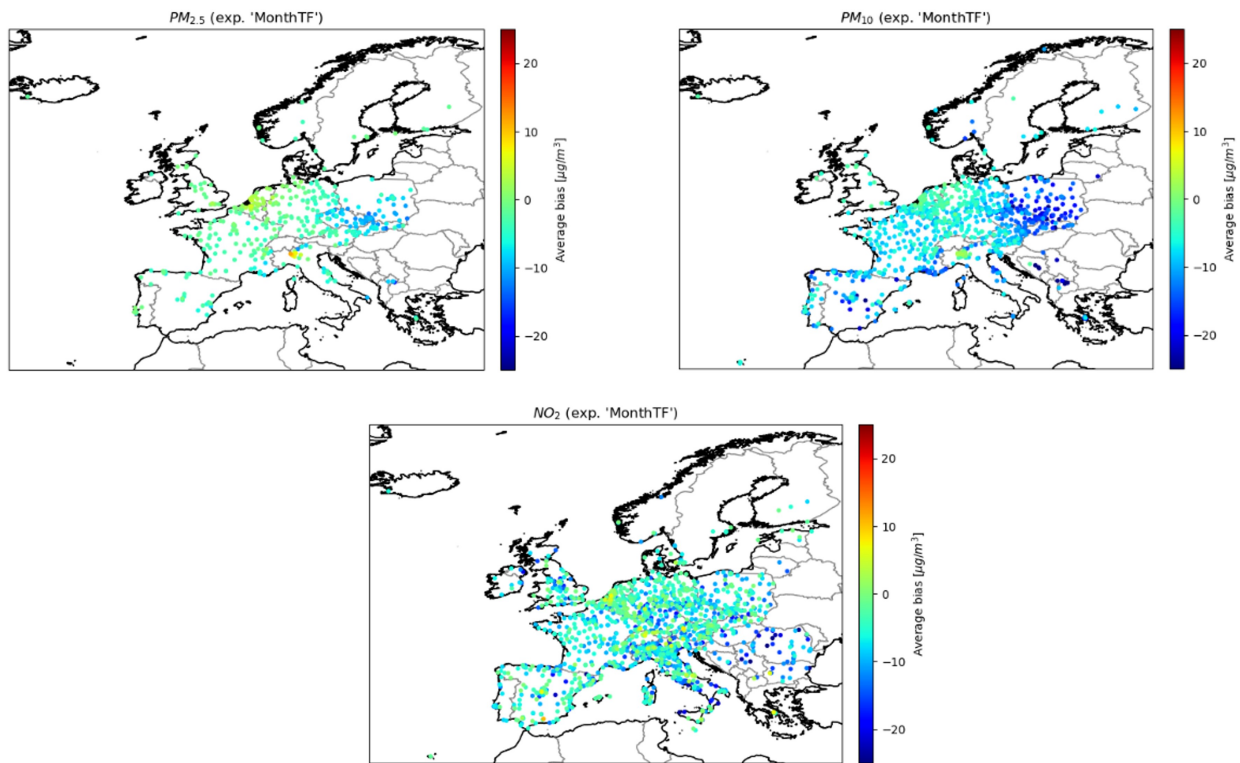 PM2.5 (exp. 'MonthTF')
20
10
0
−10
−20
Average bias [μg/m3]
PM10 (exp. 'MonthTF')
20
10
0
−10
−20
Average bias [μg/m3]
NO2 (exp. 'MonthTF')
20
10
0
−10
−20
Average bias [μg/m3]